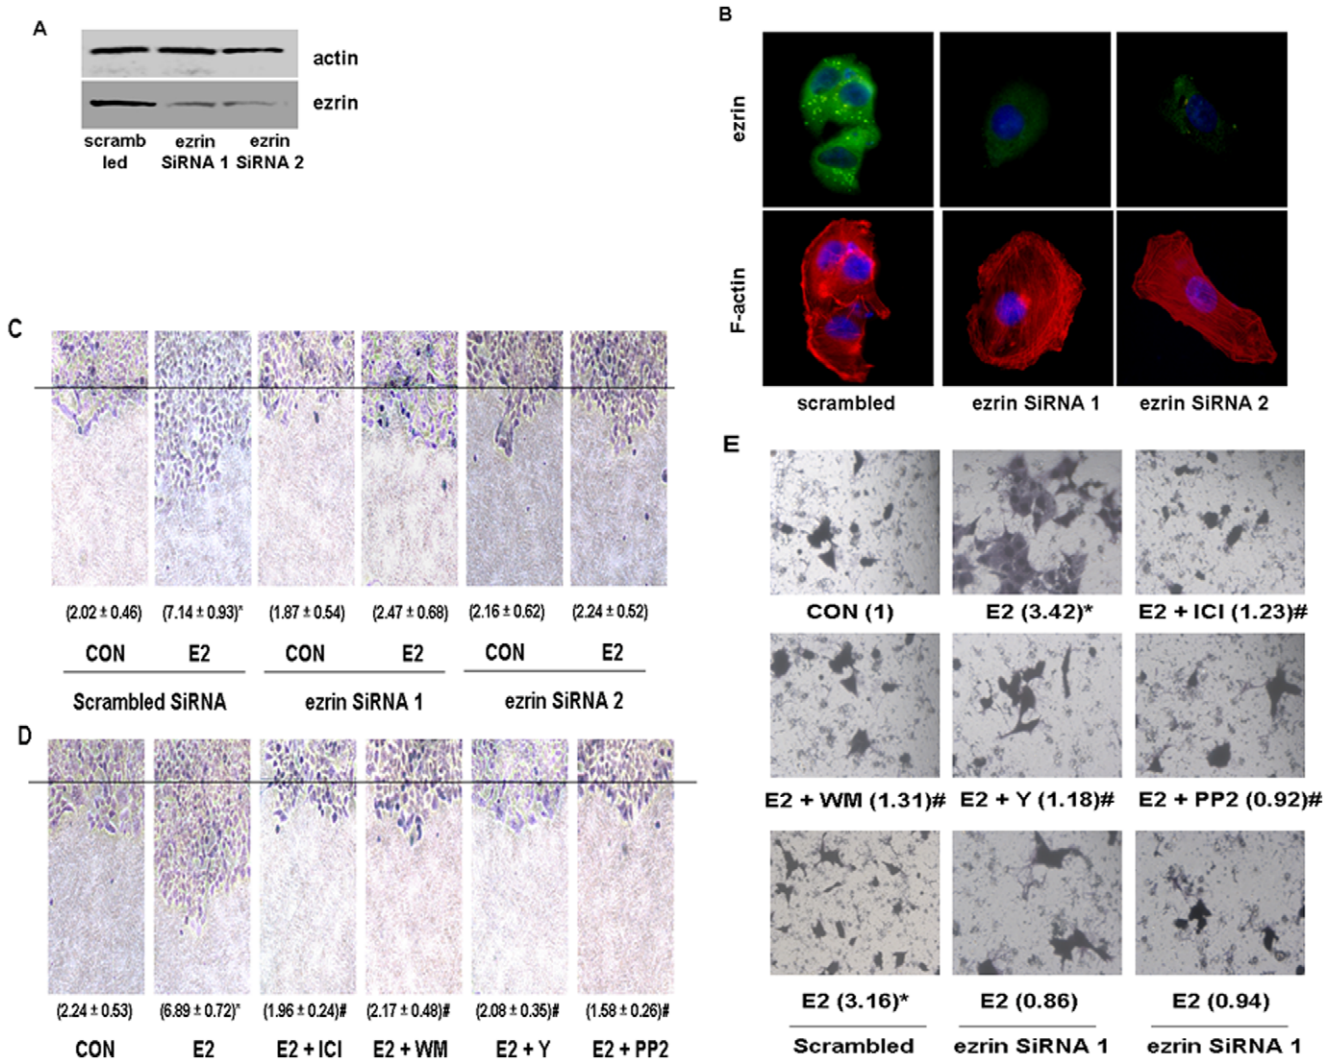 A
actin
ezrin
scramb
led
ezrin
SiRNA 1
ezrin
SiRNA 2
B
ezrin
F-actin
scrambled
ezrin SiRNA 1
ezrin SiRNA 2
C
(2.02 ± 0.46)
(7.14 ± 0.93)*
(1.87 ± 0.54)
(2.47 ± 0.68)
(2.16 ± 0.62)
(2.24 ± 0.52)
CON
E2
CON
E2
CON
E2
Scrambled SiRNA
ezrin SiRNA 1
ezrin SiRNA 2
D
(2.24 ± 0.53)
(6.89 ± 0.72)*
(1.96 ± 0.24)#
(2.17 ± 0.48)#
(2.08 ± 0.35)#
(1.58 ± 0.26)#
CON
E2
E2 + ICI
E2 + WM
E2 + Y
E2 + PP2
E
CON (1)
E2 (3.42)*
E2 + ICI (1.23)#
E2 + WM (1.31)#
E2 + Y (1.18)#
E2 + PP2 (0.92)#
E2 (3.16)*
E2 (0.86)
E2 (0.94)
Scrambled
ezrin SiRNA 1
ezrin SiRNA 1